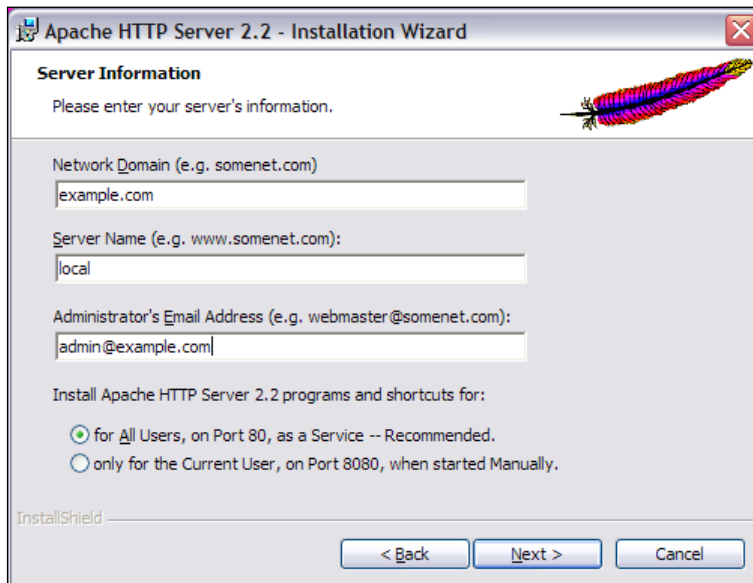 Apache HTTP Server 2.2 - Installation Wizard
Server Information
Please enter your server's information.
Network Domain (e.g. somenet.com)
example.com
Server Name (e.g. www.somenet.com):
local
Administrator's Email Address (e.g. webmaster@somenet.com):
admin@example.com
Install Apache HTTP Server 2.2 programs and shortcuts for:
for All Users, on Port 80, as a Service -- Recommended.
only for the Current User, on Port 8080, when started Manually.
InstallShield
< Back Next > Cancel